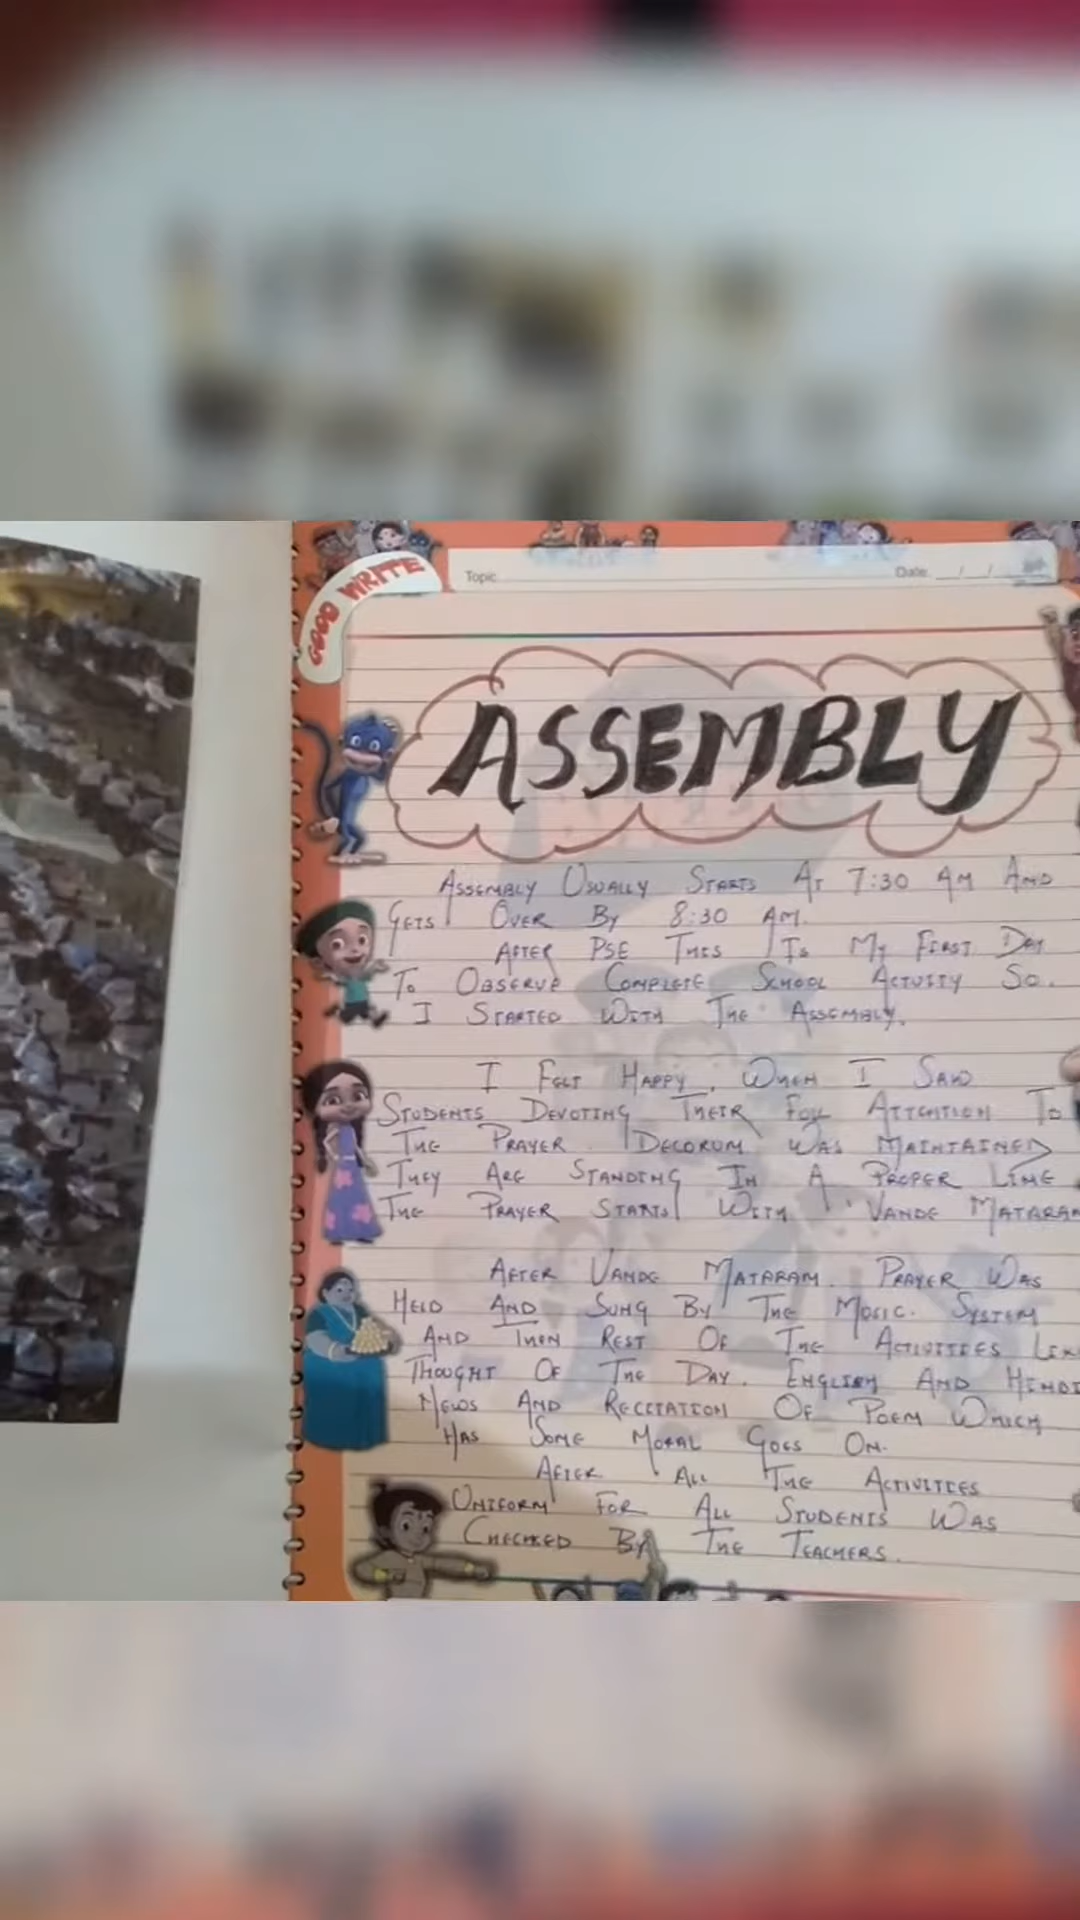 GOOD WRITE
Topic
Date: __/__/
ASSEMBLY
ASSEMBLY USUALLY STARTS AT 7:30 AM AND
GETS OVER BY 8:30 AM.
AFTER PSE THIS IS MY FIRST DAY
TO OBSERVE COMPLETE SCHOOL ACTIVITY SO.
I STARTED WITH THE ASSEMBLY.
I FELT HAPPY, WHEN I SAW
STUDENTS DEVOTING THEIR FULL ATTENTION TO
THE PRAYER. DECORUM WAS MAINTAINED
THEY ARE STANDING IN A PROPER LINE
THE PRAYER STARTS WITH VANDE MATARAM
AFTER VANDE MATARAM. PRAYER WAS
HELD AND SUNG BY THE MUSIC. SYSTEM
AND THEN REST OF THE ACTIVITIES
THOUGHT OF THE DAY. ENGLISH AND HINDI
NEWS AND RECITATION OF POEM WHICH
HAS SOME MORAL GOES ON.
AFTER ALL THE ACTIVITIES
UNIFORM FOR ALL STUDENTS WAS
CHECKED BY THE TEACHERS.